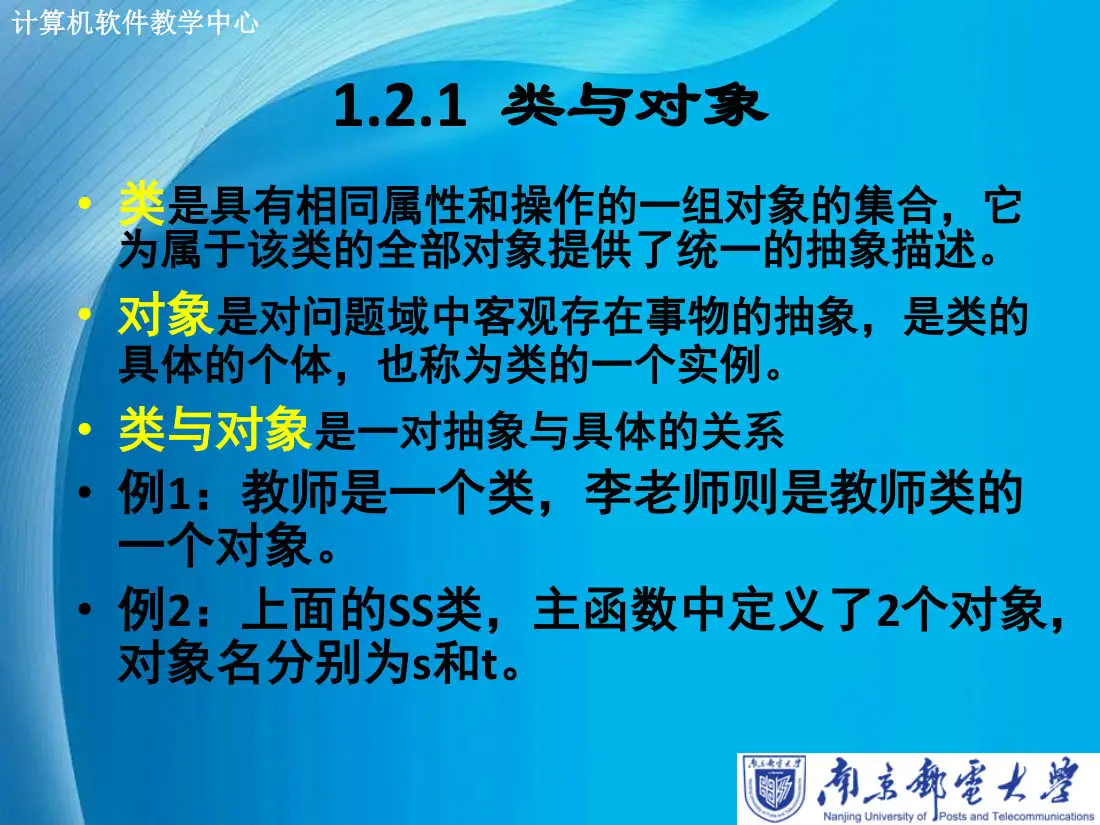 计算机软件教学中心
1.2.1 类与对象
• 类是具有相同属性和操作的一组对象的集合，它
为属于该类的全部对象提供了统一的抽象描述。
• 对象是对问题域中客观存在事物的抽象，是类的
具体的个体，也称为类的一个实例。
• 类与对象是一对抽象与具体的关系
• 例1：教师是一个类，李老师则是教师类的
一个对象。
• 例2：上面的SS类，主函数中定义了2个对象，
对象名分别为s和t。
南京郵電大學
Nanjing University of Posts and Telecommunications